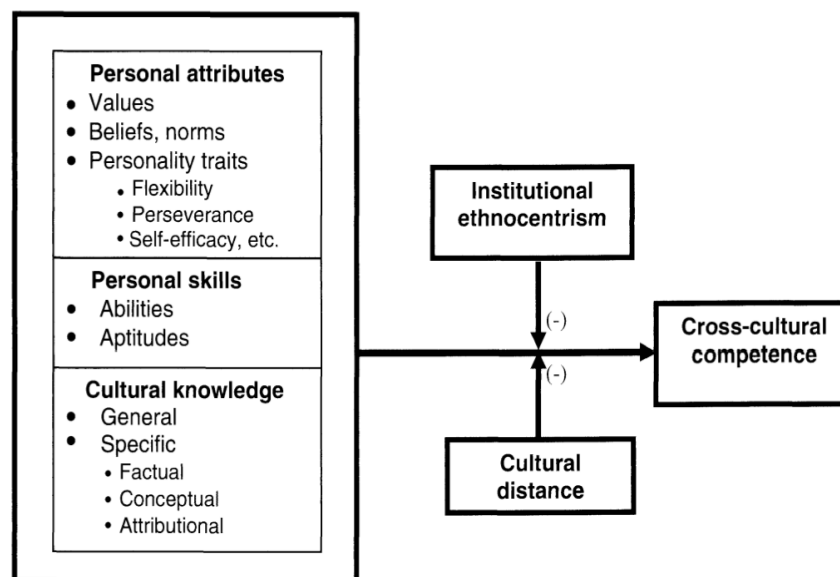 Personal attributes
• Values
• Beliefs, norms
• Personality traits
• Flexibility
• Perseverance
• Self-efficacy, etc.
Personal skills
• Abilities
• Aptitudes
Cultural knowledge
• General
• Specific
• Factual
• Conceptual
• Attributional
Institutional
ethnocentrism
(-)
Cross-cultural
competence
(-)
Cultural
distance